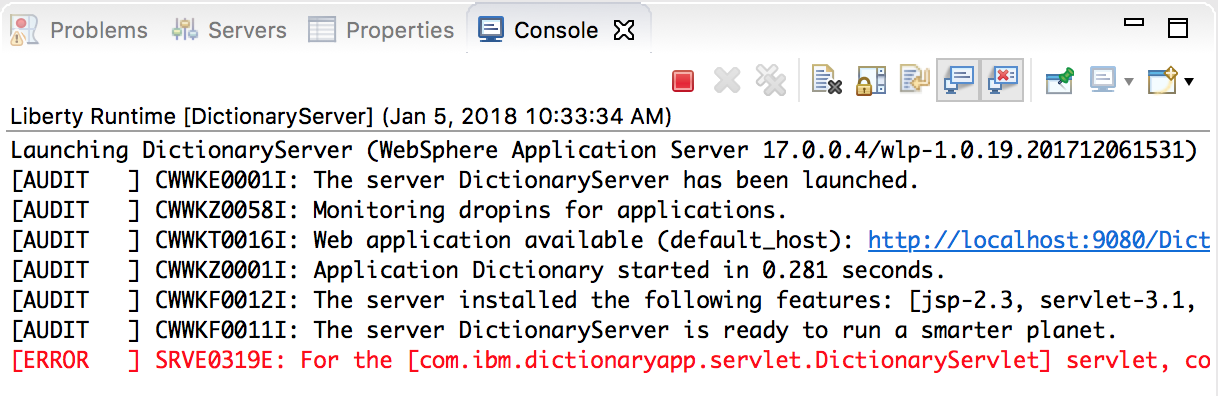 Problems Servers Properties Console
Liberty Runtime [DictionaryServer] (Jan 5, 2018 10:33:34 AM)
Launching DictionaryServer (WebSphere Application Server 17.0.0.4/wlp-1.0.19.201712061531)
[AUDIT   ] CWWKE0001I: The server DictionaryServer has been launched.
[AUDIT   ] CWWKZ0058I: Monitoring dropins for applications.
[AUDIT   ] CWWKT0016I: Web application available (default_host): http://localhost:9080/Dict
[AUDIT   ] CWWKZ0001I: Application Dictionary started in 0.281 seconds.
[AUDIT   ] CWWKF0012I: The server installed the following features: [jsp-2.3, servlet-3.1,
[AUDIT   ] CWWKF0011I: The server DictionaryServer is ready to run a smarter planet.
[ERROR   ] SRVE0319E: For the [com.ibm.dictionaryapp.servlet.DictionaryServlet] servlet, co